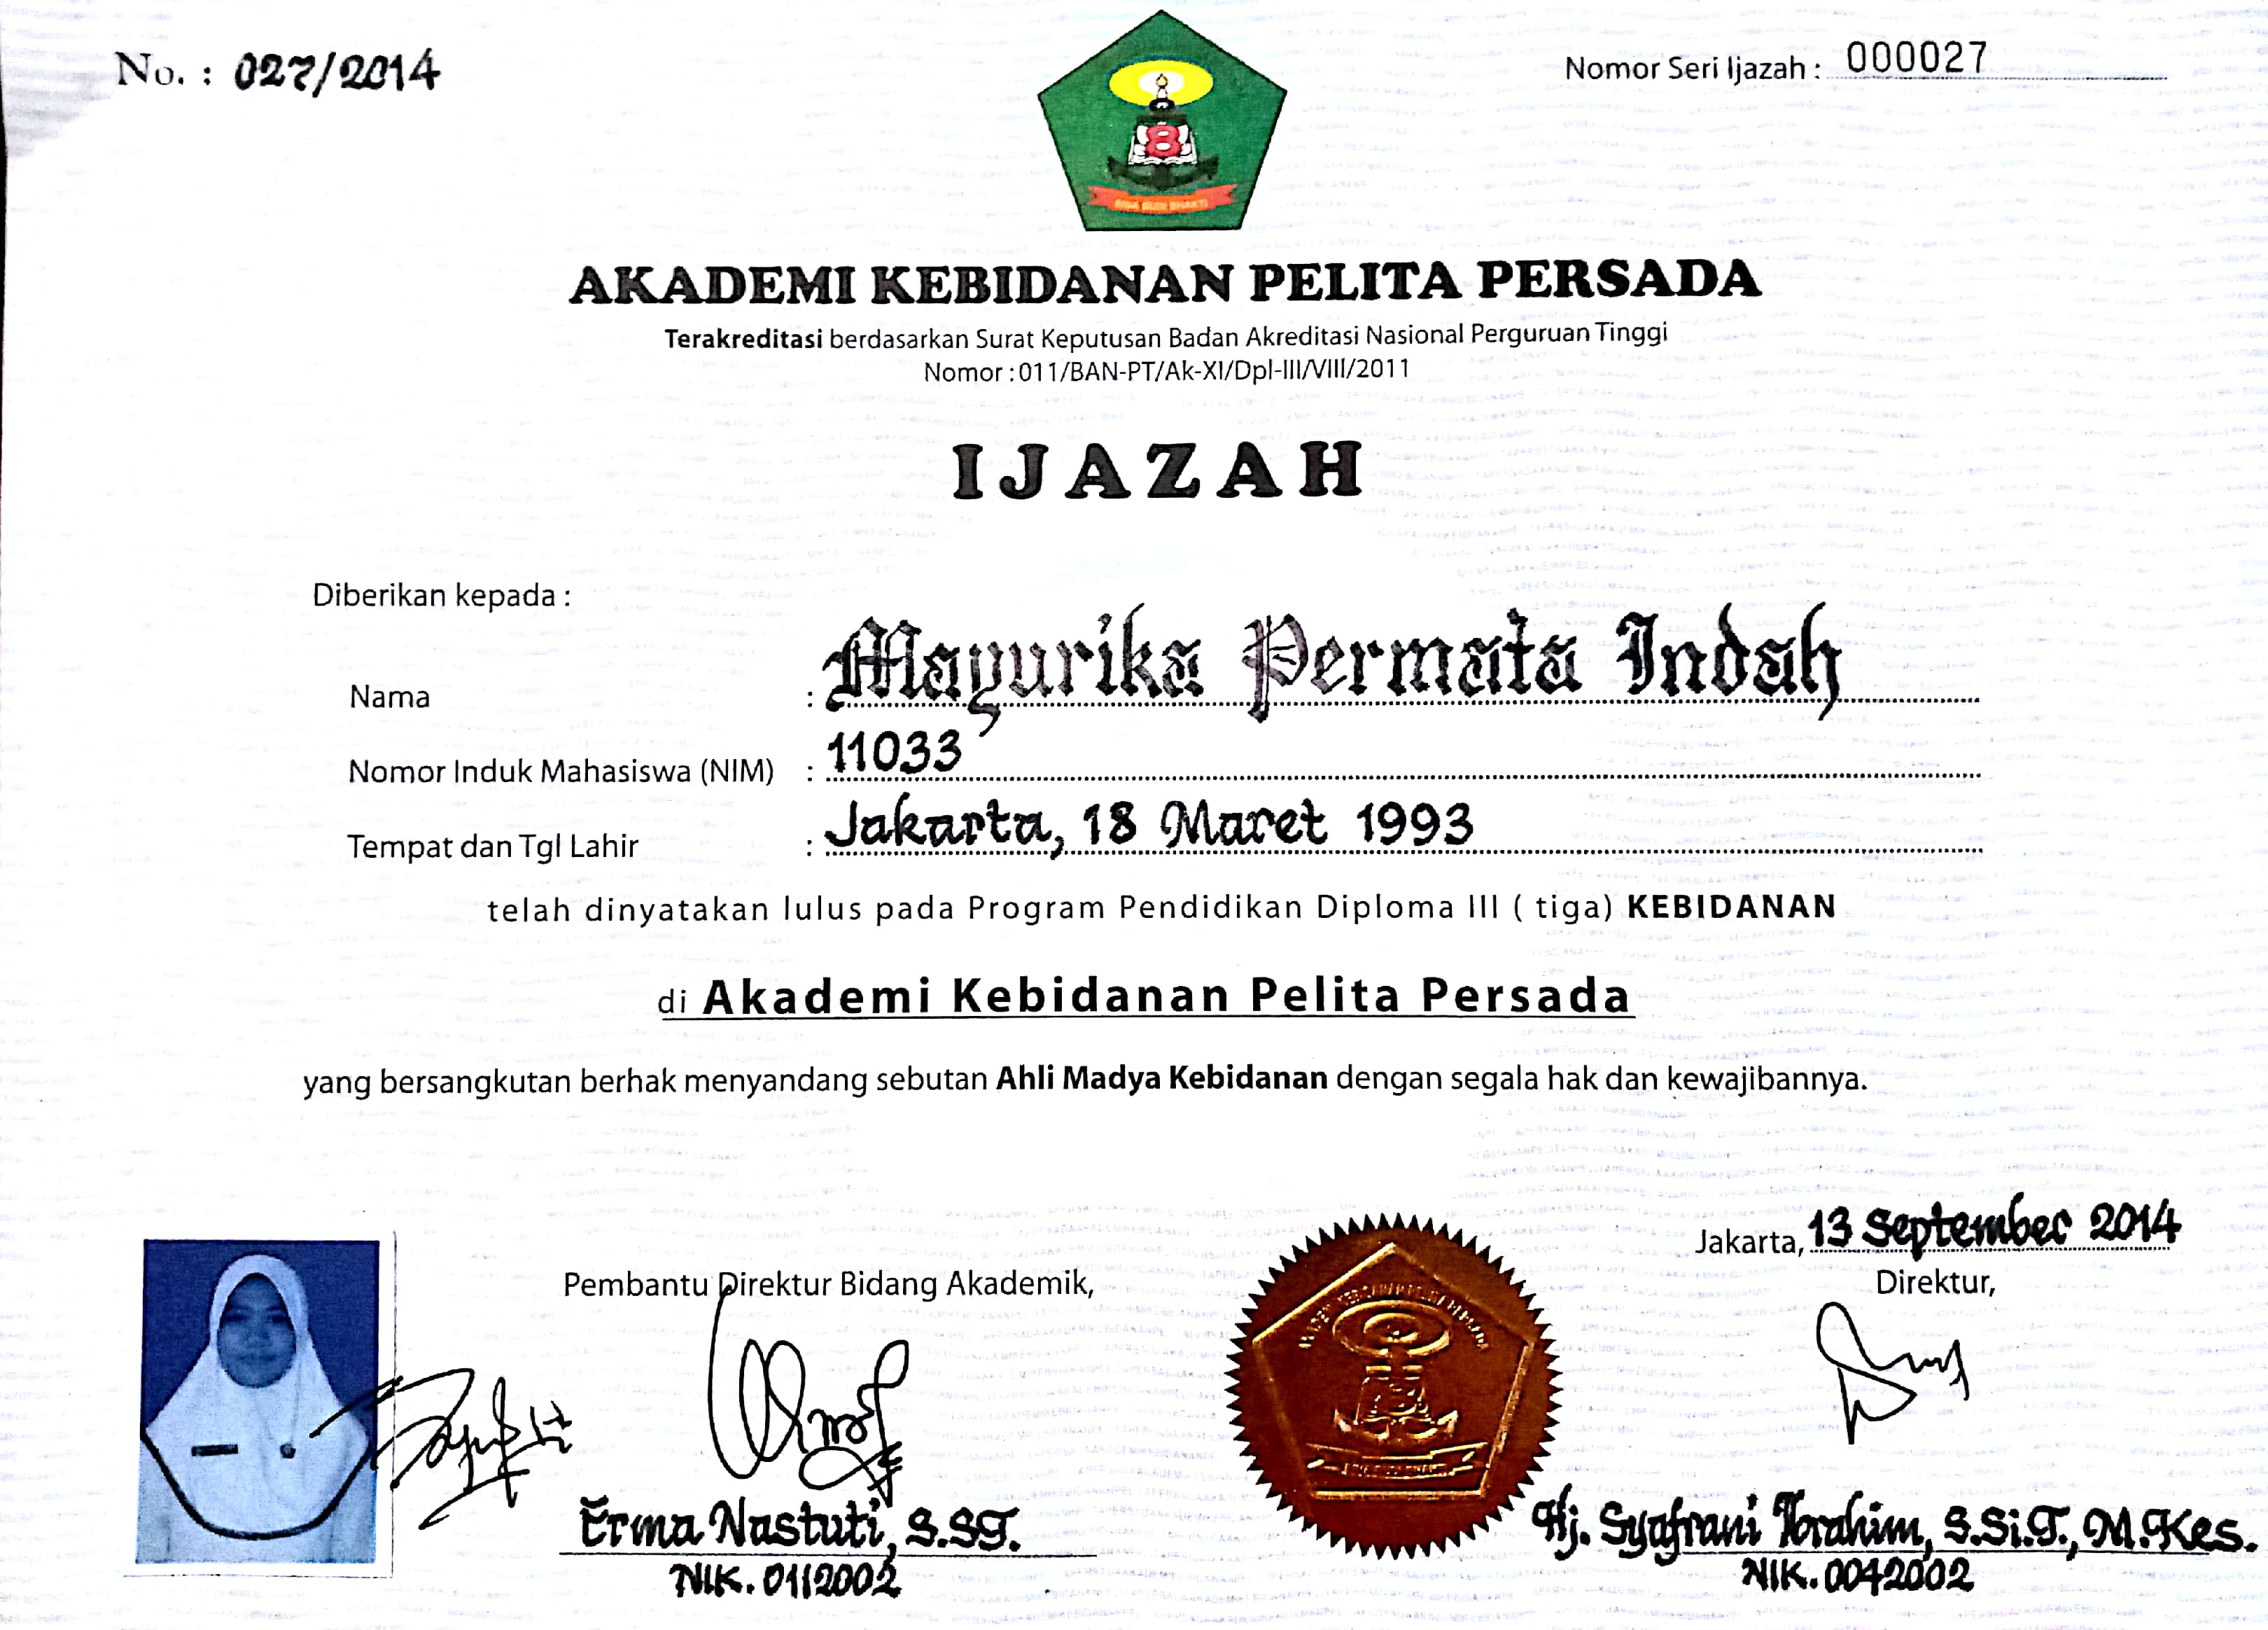 No. : 027/2014
Nomor Seri Ijazah : 000027
8
BINA BUDI BHAKTI
AKADEMI KEBIDANAN PELITA PERSADA
Terakreditasi berdasarkan Surat Keputusan Badan Akreditasi Nasional Perguruan Tinggi
Nomor : 011/BAN-PT/Ak-XI/Dpl-III/VIII/2011
IJAZAH
Diberikan kepada :
Nama : Mayurika Permata Indah
Nomor Induk Mahasiswa (NIM) : 11033
Tempat dan Tgl Lahir : Jakarta, 18 Maret 1993
telah dinyatakan lulus pada Program Pendidikan Diploma III ( tiga) KEBIDANAN
di Akademi Kebidanan Pelita Persada
yang bersangkutan berhak menyandang sebutan Ahli Madya Kebidanan dengan segala hak dan kewajibannya.
Jakarta, 13 September 2014
Pembantu Direktur Bidang Akademik,
Direktur,
Erma Nastuti, S.ST.
NIK. 0112002
Hj. Syafrani Ibrahim, S.Si.T., M.Kes.
NIK. 0042002